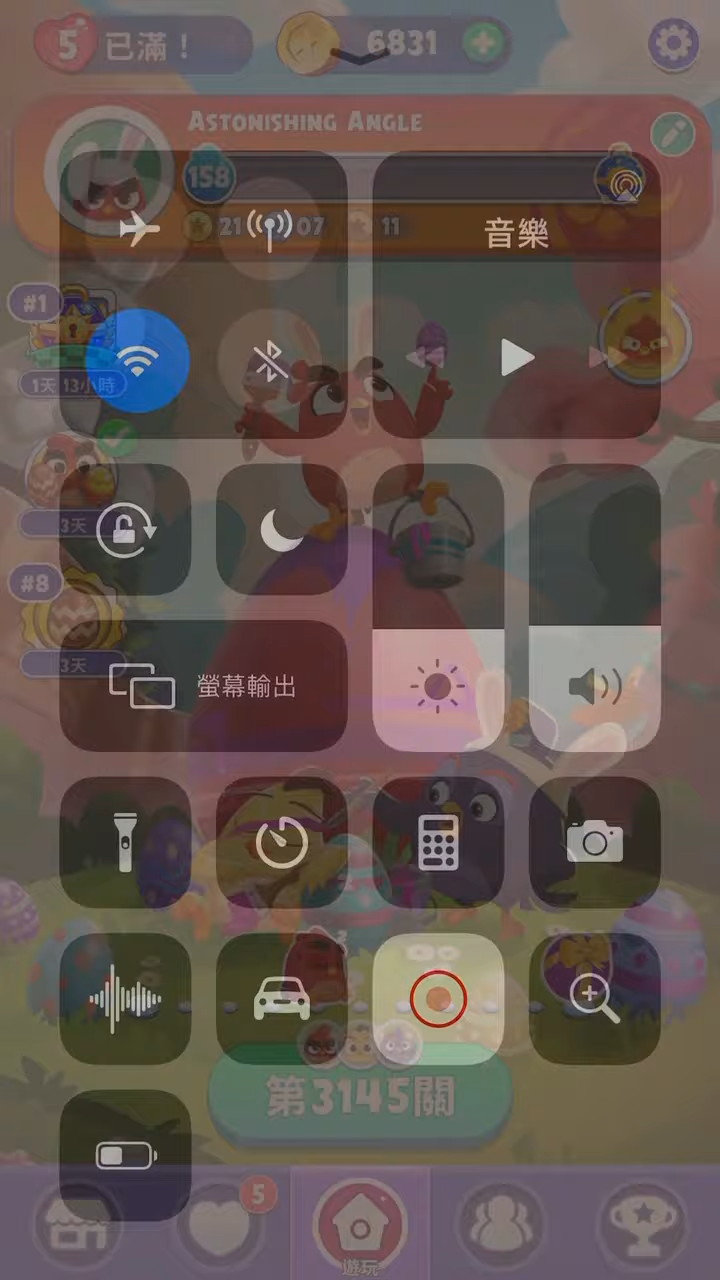 5 已滿！ 6831
ASTONISHING ANGLE
158
21 07 11
音樂
#1
1天 13小時
3天
#8
3天
螢幕輸出
第3145關
5
遊玩